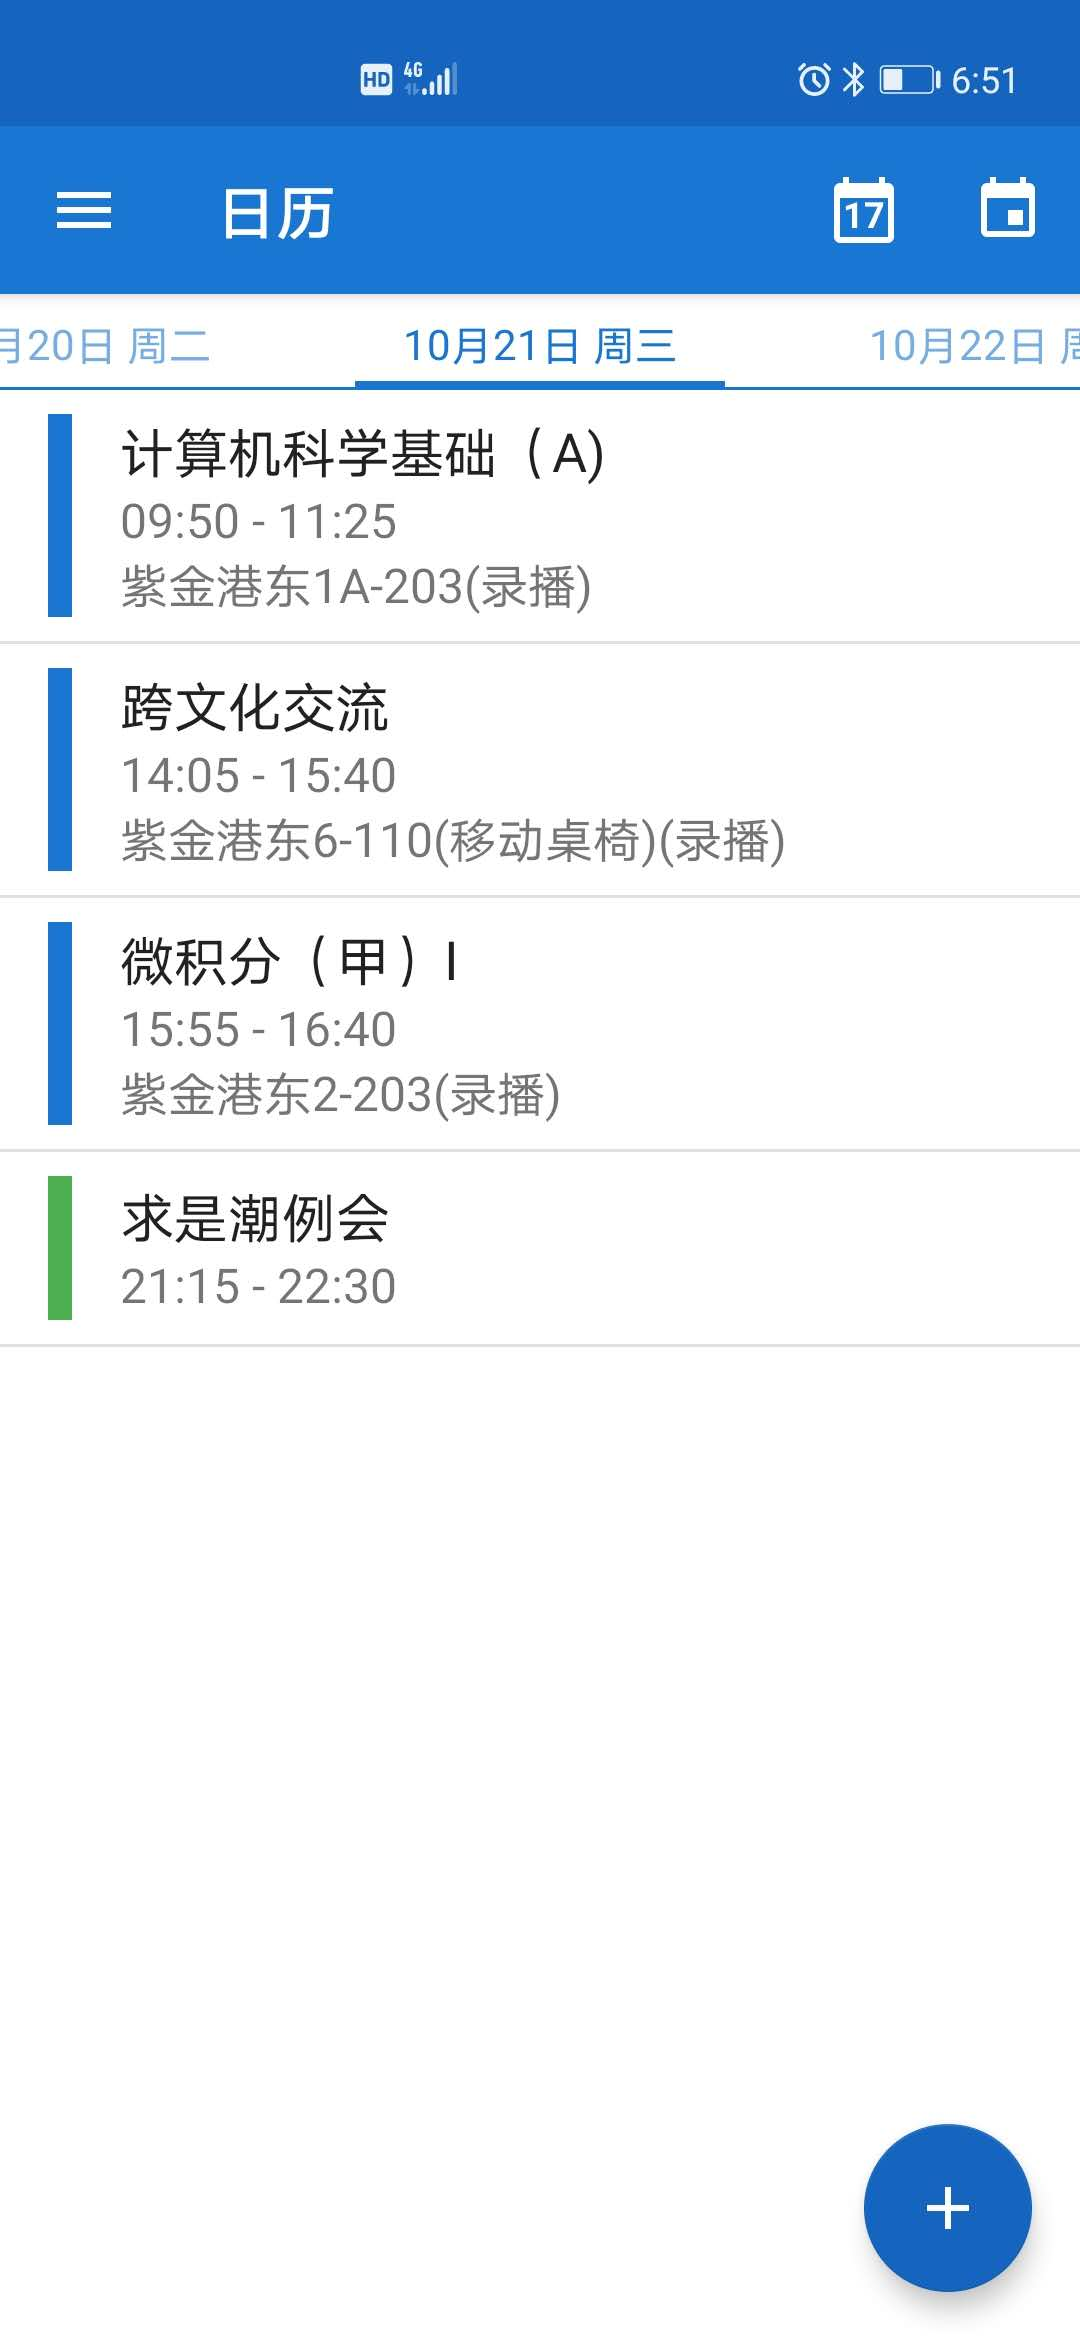 HD 4G 6:51
日历 17
月20日 周二 10月21日 周三 10月22日
计算机科学基础（A)
09:50 - 11:25
紫金港东1A-203(录播)
跨文化交流
14:05 - 15:40
紫金港东6-110(移动桌椅)(录播)
微积分（甲）I
15:55 - 16:40
紫金港东2-203(录播)
求是潮例会
21:15 - 22:30